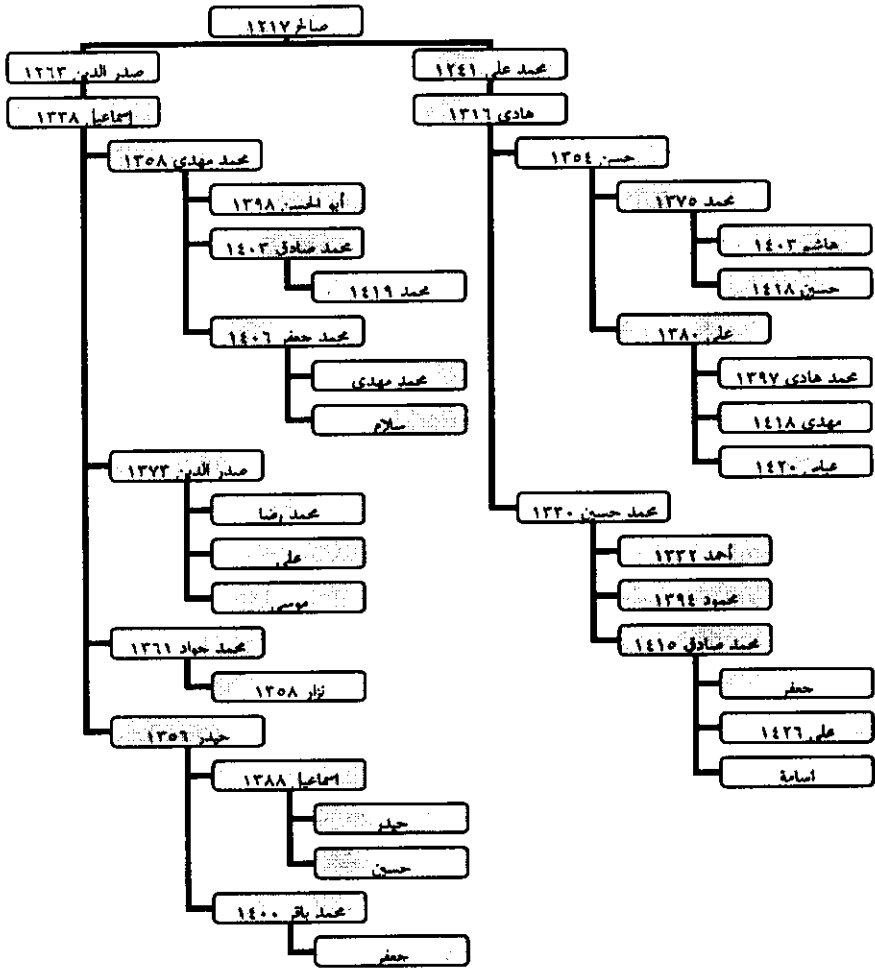 صالح ١٢١٧
محمد علي ١٢٤١
هادي ١٣١٦
حسن ١٣٥٤
محمد ١٣٧٥
هاشم ١٤٠٣
حسين ١٤١٨
علي ١٣٨٠
محمد هادي ١٣٩٧
مهدي ١٤١٨
عباس ١٤٢٠
محمد حسين ١٣٣٠
أحمد ١٣٣٢
محمود ١٣٩٤
محمد صادق ١٤١٥
جعفر
علي ١٤٢٦
اسامة
صدر الدين ١٢٦٣
اسماعيل ١٣٣٨
محمد مهدي ١٣٥٨
أبو الحسن ١٣٩٨
محمد صادق ١٤٠٣
محمد ١٤١٩
محمد جعفر ١٤٠٦
محمد مهدي
سلام
صدر الدين ١٣٧٣
محمد رضا
علي
موسى
محمد جواد ١٣٦١
نزار ١٣٥٨
حيدر ١٣٥٦
اسماعيل ١٣٨٨
حيدر
حسين
محمد باقر ١٤٠٠
جعفر